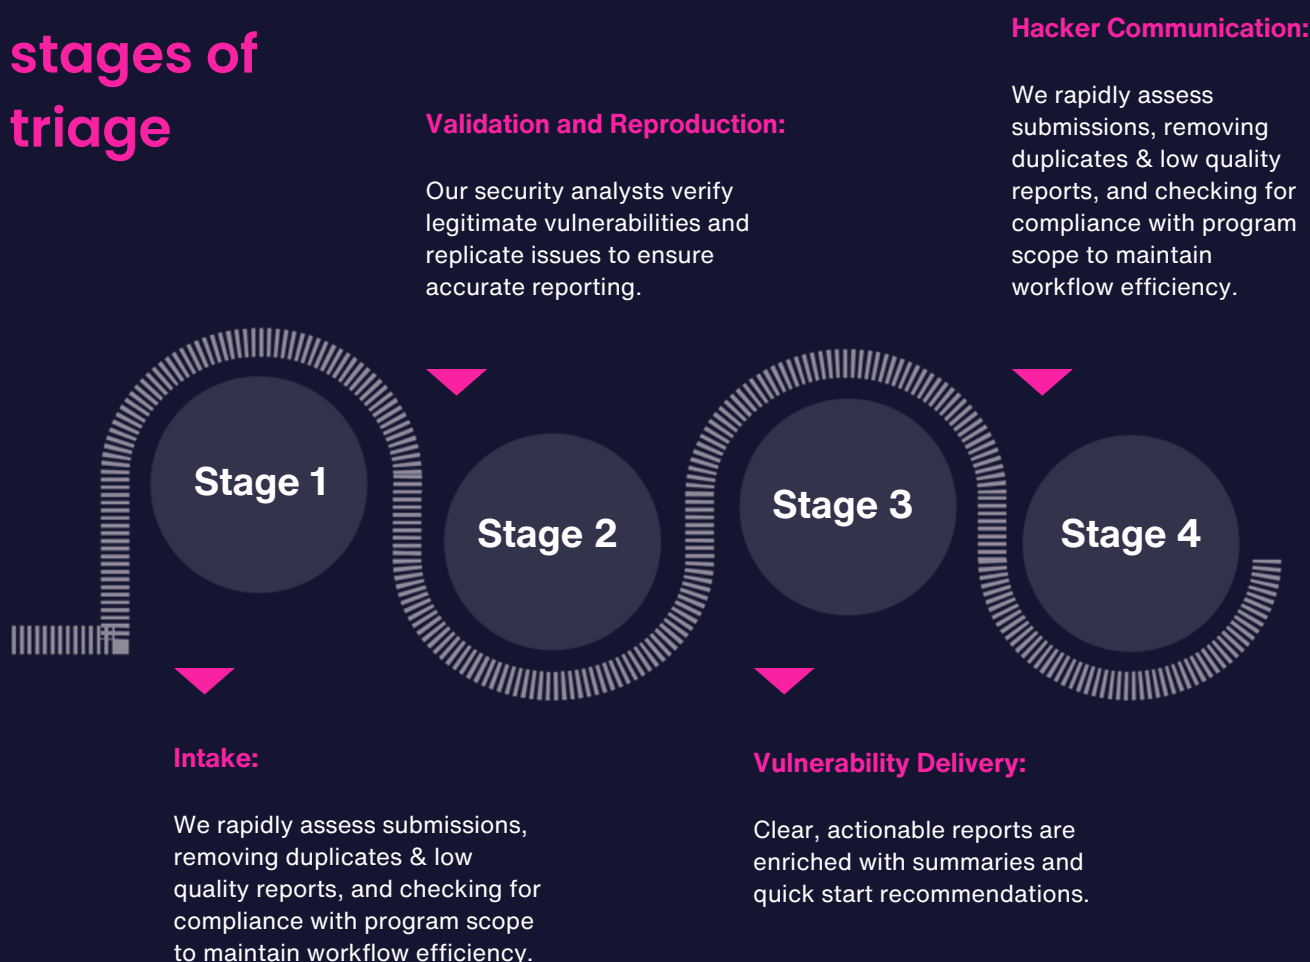 stages of
triage
Hacker Communication:
We rapidly assess
submissions, removing
duplicates & low quality
reports, and checking for
compliance with program
scope to maintain
workflow efficiency.
Validation and Reproduction:
Our security analysts verify
legitimate vulnerabilities and
replicate issues to ensure
accurate reporting.
Stage 1
Stage 2
Stage 3
Stage 4
Intake:
We rapidly assess submissions,
removing duplicates & low
quality reports, and checking for
compliance with program scope
to maintain workflow efficiency.
Vulnerability Delivery:
Clear, actionable reports are
enriched with summaries and
quick start recommendations.